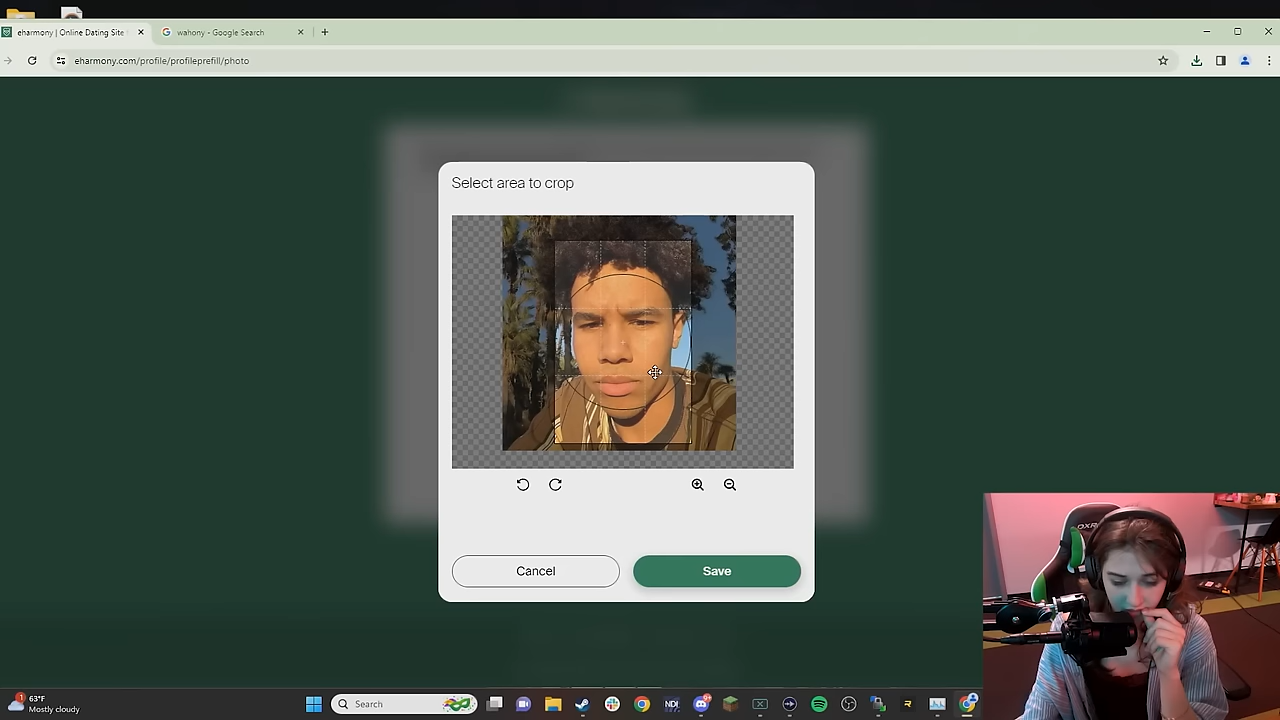 eharmony | Online Dating Site
wahony - Google Search
eharmony.com/profile/profileprefill/photo
Select area to crop
Cancel
Save
63°F
Mostly cloudy
Search